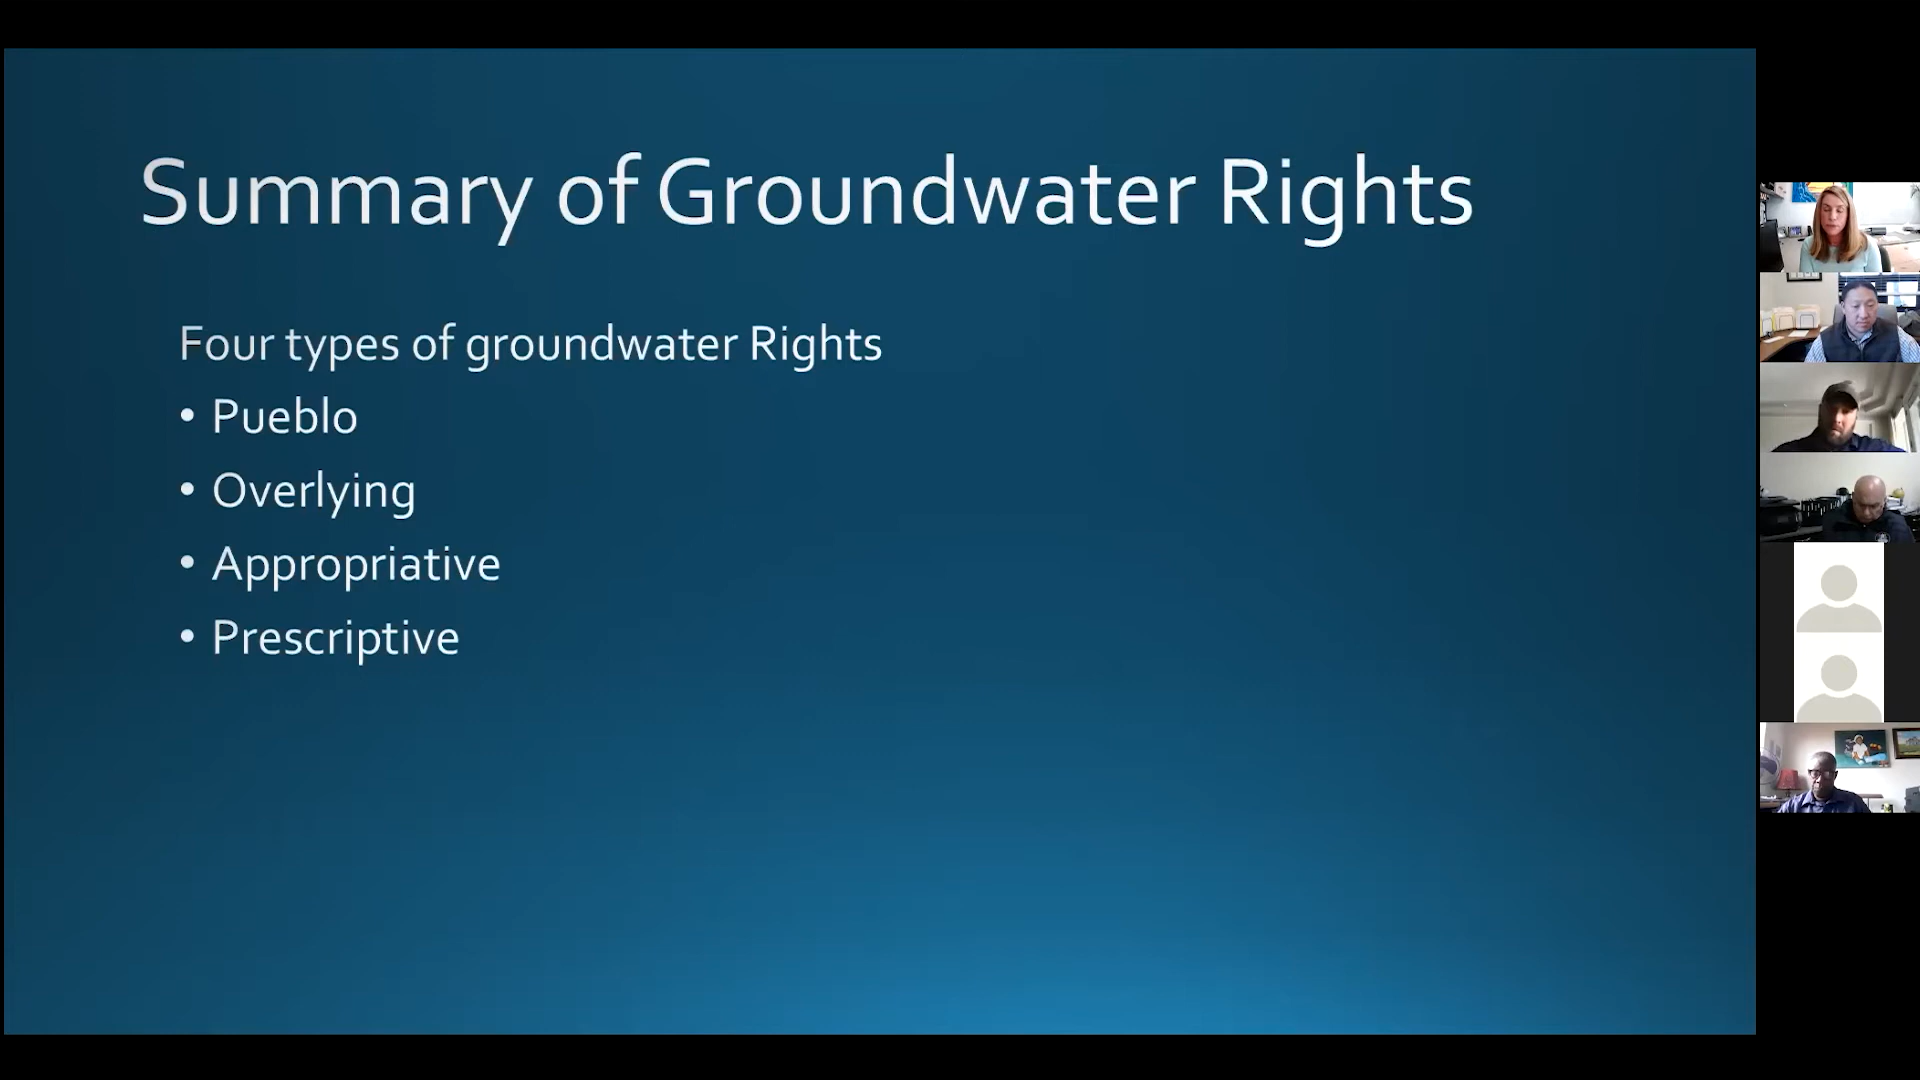 Summary of Groundwater Rights
Four types of groundwater Rights
• Pueblo
• Overlying
• Appropriative
• Prescriptive